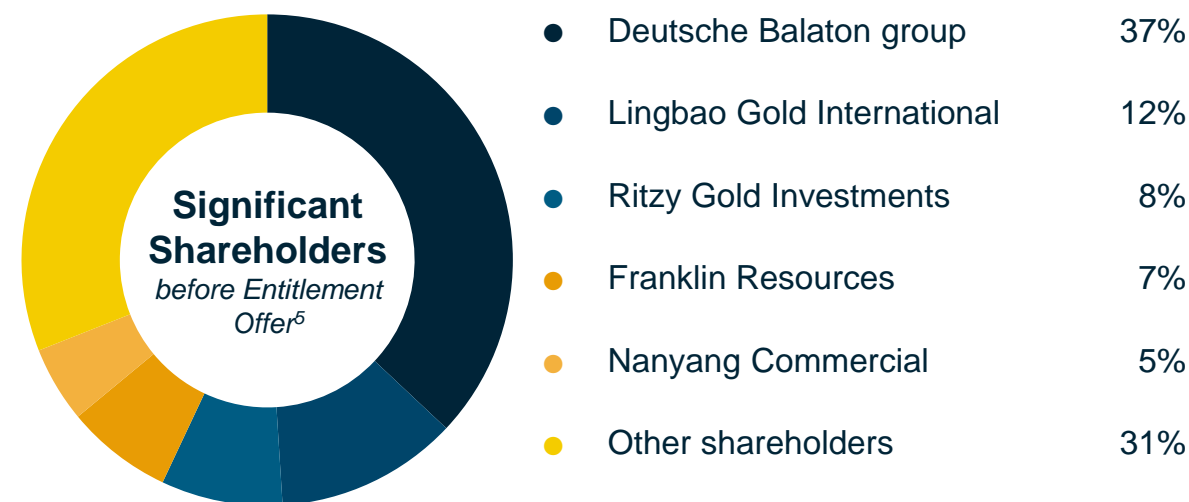 Significant
Shareholders
before Entitlement
Offer5
Deutsche Balaton group 37%
Lingbao Gold International 12%
Ritzy Gold Investments 8%
Franklin Resources 7%
Nanyang Commercial 5%
Other shareholders 31%